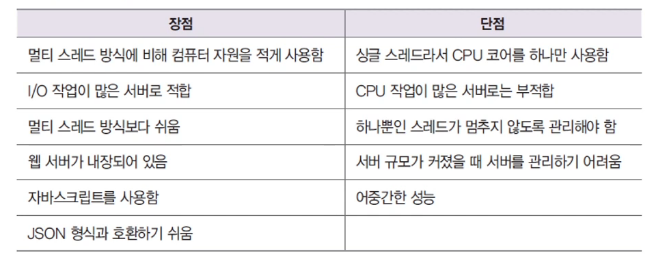 장점 단점
멀티 스레드 방식에 비해 컴퓨터 자원을 적게 사용함 싱글 스레드라서 CPU 코어를 하나만 사용함
I/O 작업이 많은 서버로 적합 CPU 작업이 많은 서버로는 부적합
멀티 스레드 방식보다 쉬움 하나뿐인 스레드가 멈추지 않도록 관리해야 함
웹 서버가 내장되어 있음 서버 규모가 커졌을 때 서버를 관리하기 어려움
자바스크립트를 사용함 어중간한 성능
JSON 형식과 호환하기 쉬움